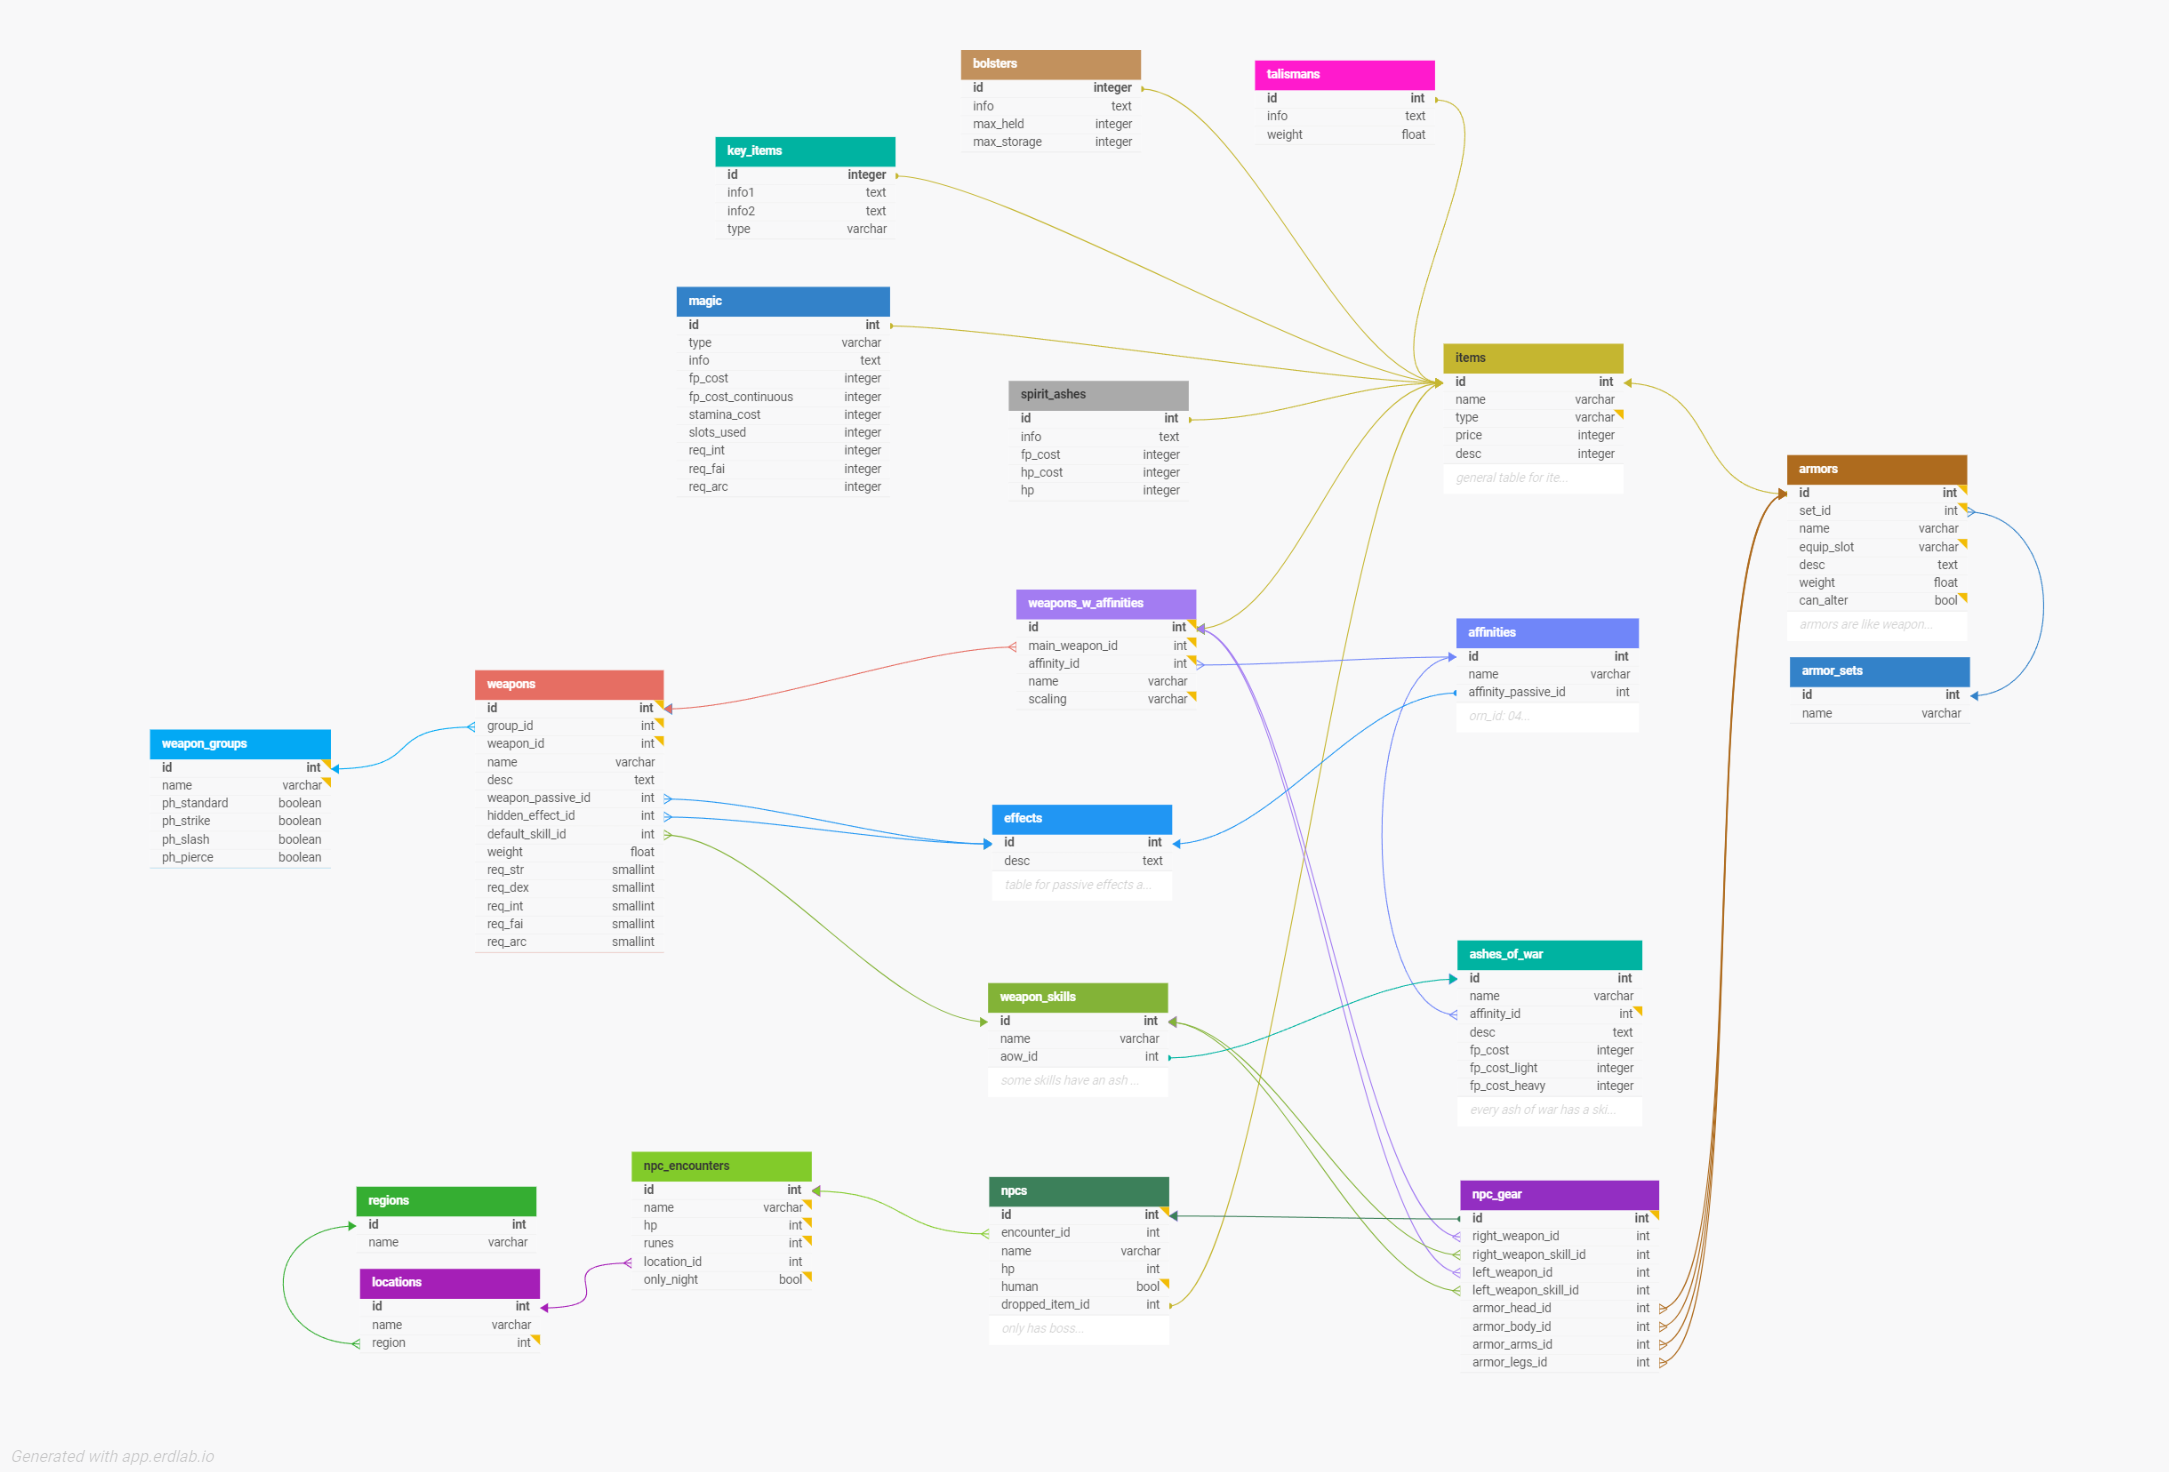 bolsters
id integer
info text
max_held integer
max_storage integer
talismans
id int
info text
weight float
key_items
id integer
info1 text
info2 text
type varchar
magic
id int
type varchar
info text
fp_cost integer
fp_cost_continuous integer
stamina_cost integer
slots_used integer
req_int integer
req_fai integer
req_arc integer
spirit_ashes
id int
info text
fp_cost integer
hp_cost integer
hp integer
items
id int
name varchar
type varchar
price integer
desc integer
general table for ite...
armors
id int
set_id int
name varchar
equip_slot varchar
desc text
weight float
can_alter bool
armors are like weapon...
armor_sets
id int
name varchar
weapons_w_affinities
id int
main_weapon_id int
affinity_id int
name varchar
scaling varchar
affinities
id int
name varchar
affinity_passive_id int
orn_id: 04...
weapons
id int
group_id int
weapon_id int
name varchar
desc text
weapon_passive_id int
hidden_effect_id int
default_skill_id int
weight float
req_str smallint
req_dex smallint
req_int smallint
req_fai smallint
req_arc smallint
weapon_groups
id int
name varchar
ph_standard boolean
ph_strike boolean
ph_slash boolean
ph_pierce boolean
effects
id int
desc text
table for passive effects a...
ashes_of_war
id int
name varchar
affinity_id int
desc text
fp_cost integer
fp_cost_light integer
fp_cost_heavy integer
every ash of war has a ski...
weapon_skills
id int
name varchar
aow_id int
some skills have an ash ...
npc_encounters
id int
name varchar
hp int
runes int
location_id int
only_night bool
npcs
id int
encounter_id int
name varchar
hp int
human bool
dropped_item_id int
only has boss...
npc_gear
id int
right_weapon_id int
right_weapon_skill_id int
left_weapon_id int
left_weapon_skill_id int
armor_head_id int
armor_body_id int
armor_arms_id int
armor_legs_id int
regions
id int
name varchar
locations
id int
name varchar
region int
Generated with app.erdlab.io